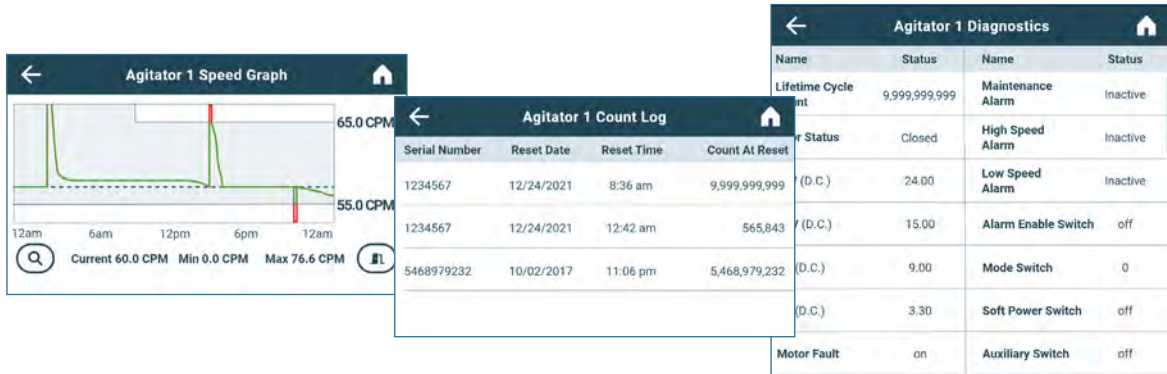 Agitator 1 Speed Graph
65.0 CPM
55.0 CPM
12am 6am 12pm 6pm 12am
Current 60.0 CPM Min 0.0 CPM Max 76.6 CPM
Agitator 1 Count Log
Serial Number Reset Date Reset Time Count At Reset
1234567 12/24/2021 8:36 am 9,999,999,999
1234567 12/24/2021 12:42 am 565,843
5468979232 10/02/2017 11:06 pm 5,468,979,232
Agitator 1 Diagnostics
Name Status Name Status
Lifetime Cycle 9,999,999,999 Maintenance Alarm Inactive
Status Closed High Speed Alarm Inactive
(D.C.) 24.00 Low Speed Alarm Inactive
(D.C.) 15.00 Alarm Enable Switch off
(D.C.) 9.00 Mode Switch 0
(D.C.) 3.30 Soft Power Switch off
Motor Fault on Auxiliary Switch off